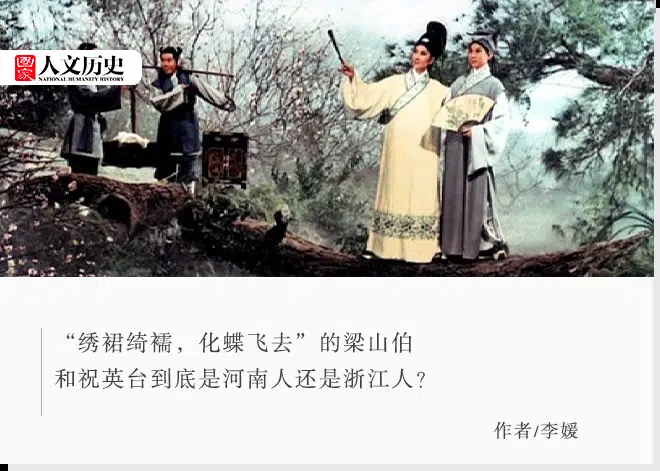 国家
人文历史
NATIONAL HUMANITY HISTORY
“绣裙绮襦，化蝶飞去”的梁山伯
和祝英台到底是河南人还是浙江人？
作者/李媛